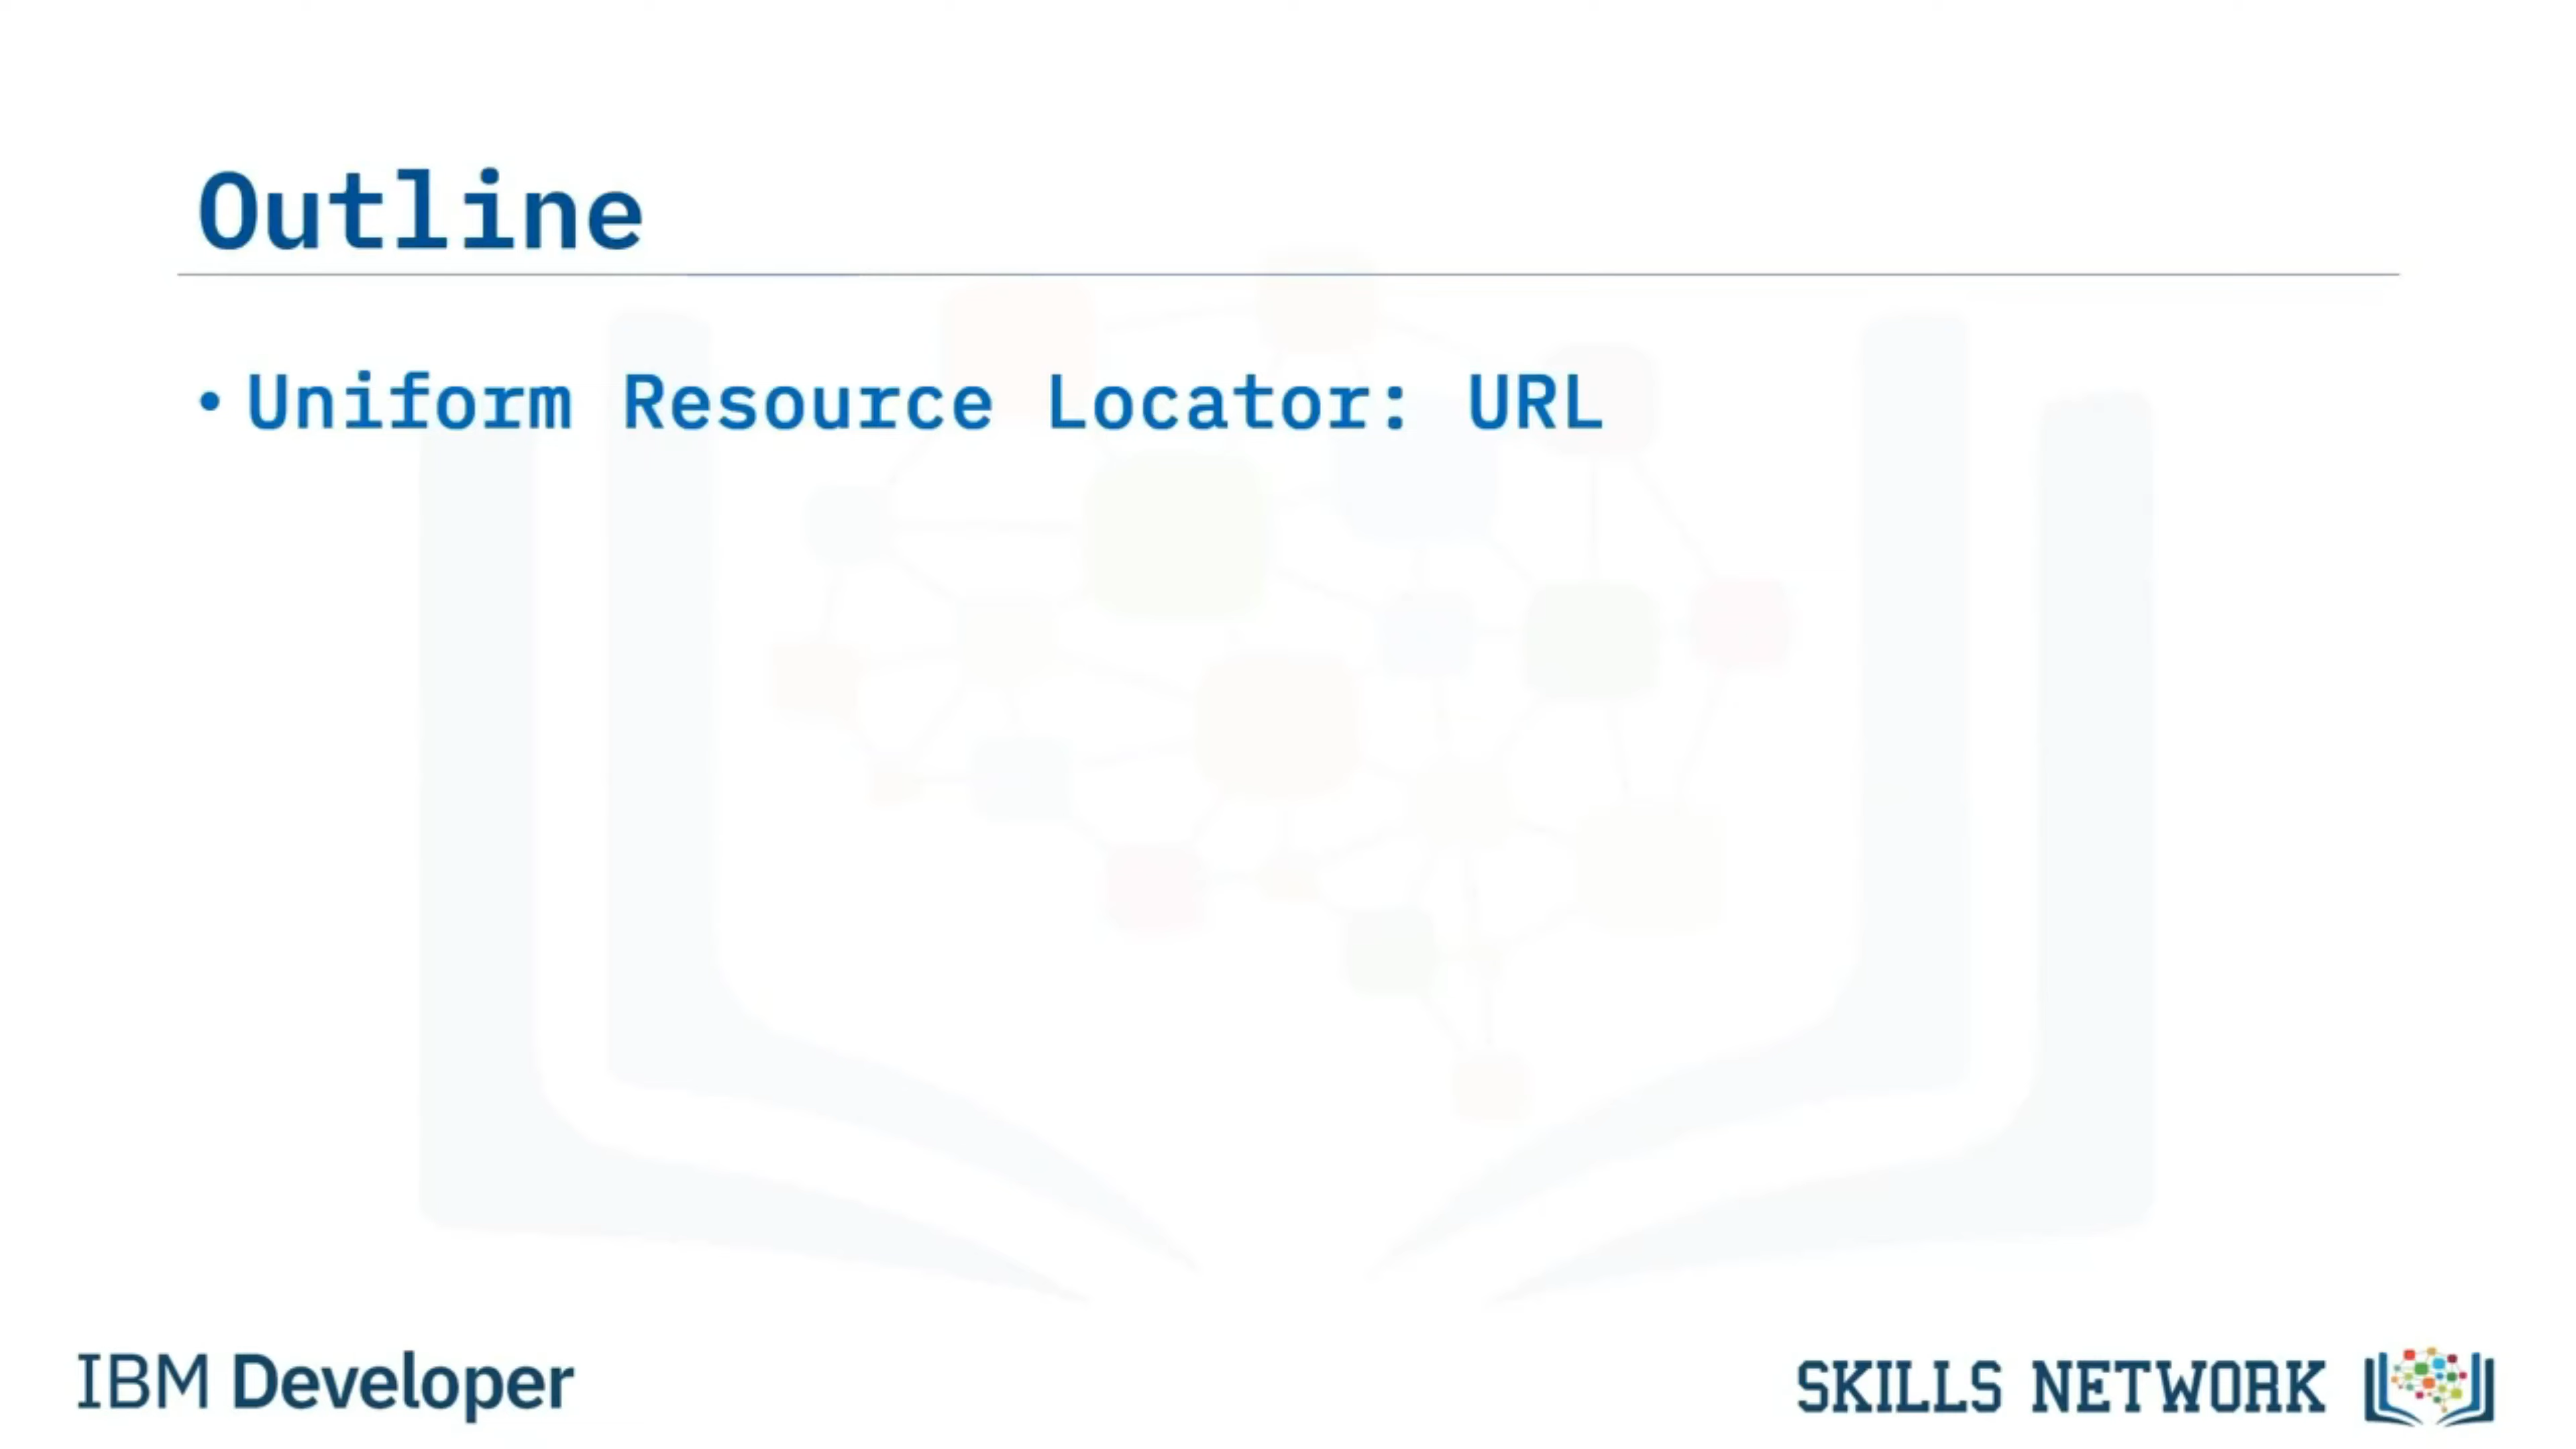 Outline
• Uniform Resource Locator: URL
IBM Developer
SKILLS NETWORK